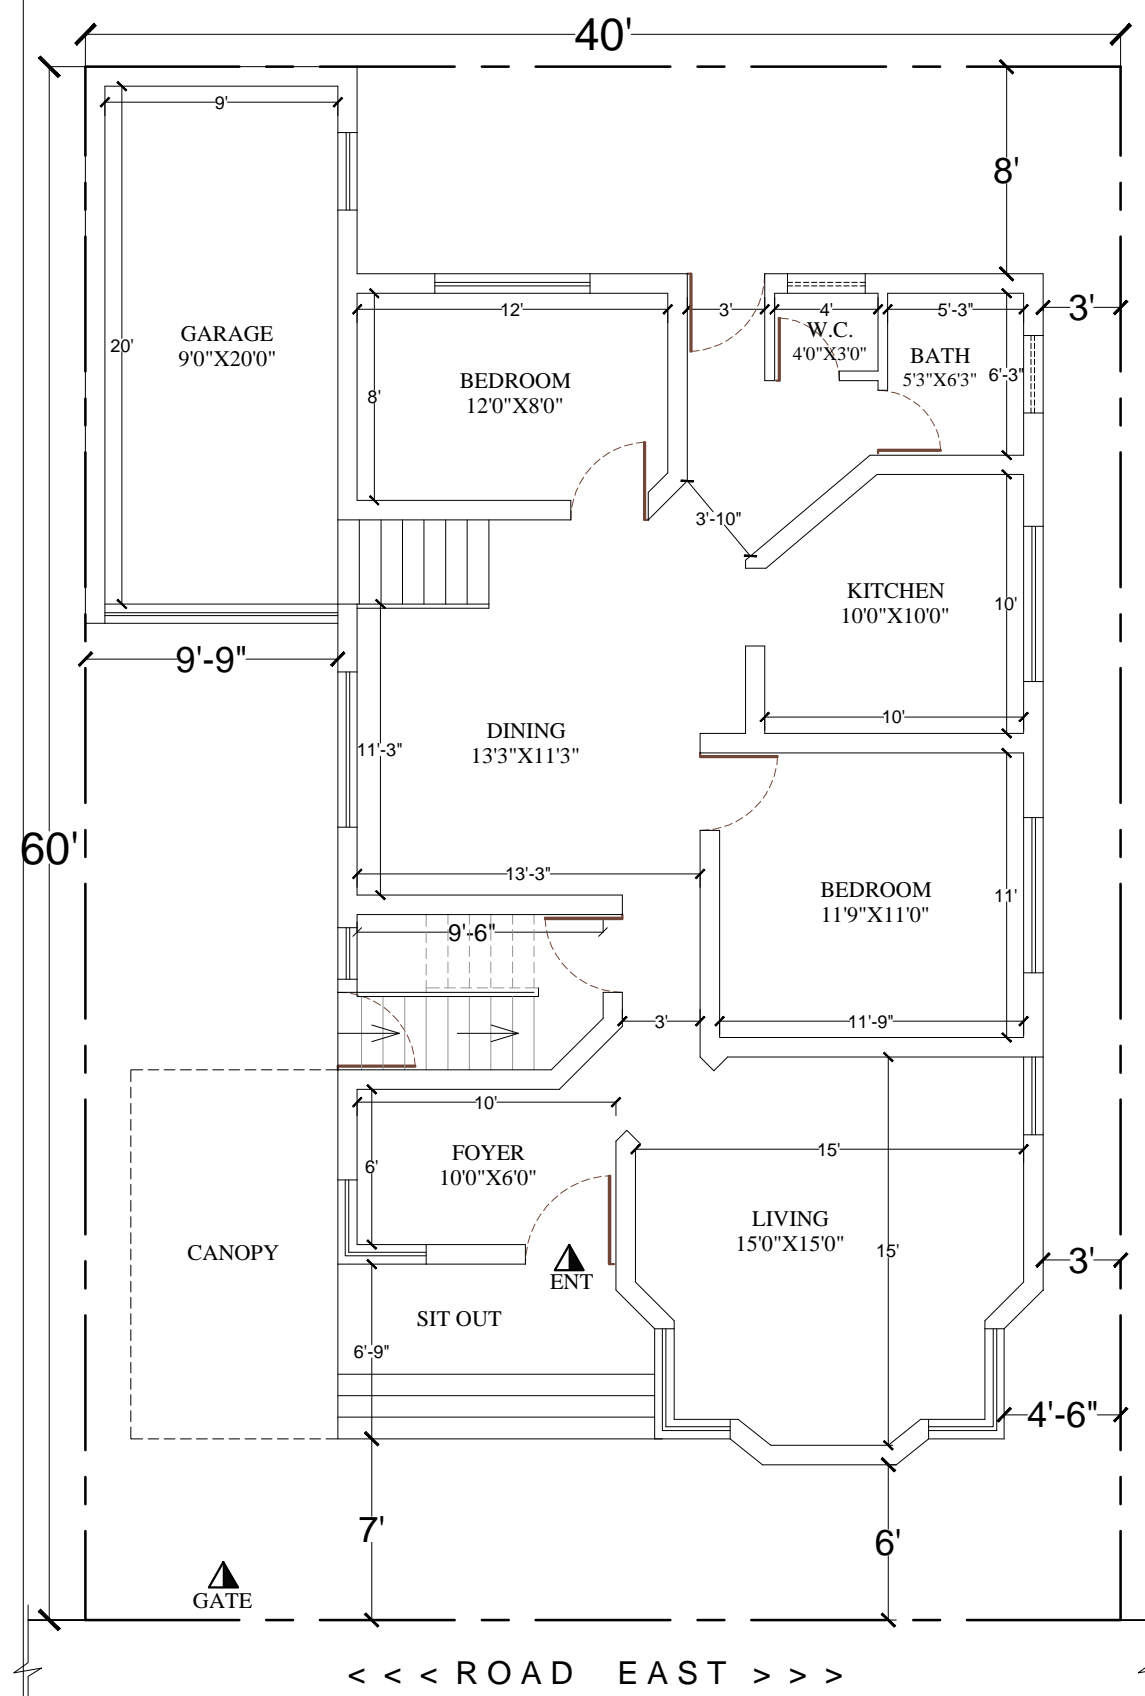 40'
9'
8'
12'
3'
4'
5'-3"
3'
W.C.
4'0"X3'0"
GARAGE
9'0"X20'0"
20'
BATH
5'3"X6'3"
6'-3"
BEDROOM
12'0"X8'0"
8'
3'-10"
KITCHEN
10'0"X10'0"
10'
9'-9"
10'
DINING
13'3"X11'3"
11'-3"
60'
13'-3"
BEDROOM
11'9"X11'0"
11'
9'-6"
3'
11'-9"
10'
FOYER
10'0"X6'0"
6'
15'
LIVING
15'0"X15'0"
15'
CANOPY
3'
ENT
SIT OUT
6'-9"
4'-6"
7'
6'
GATE
< < < ROAD EAST > > >